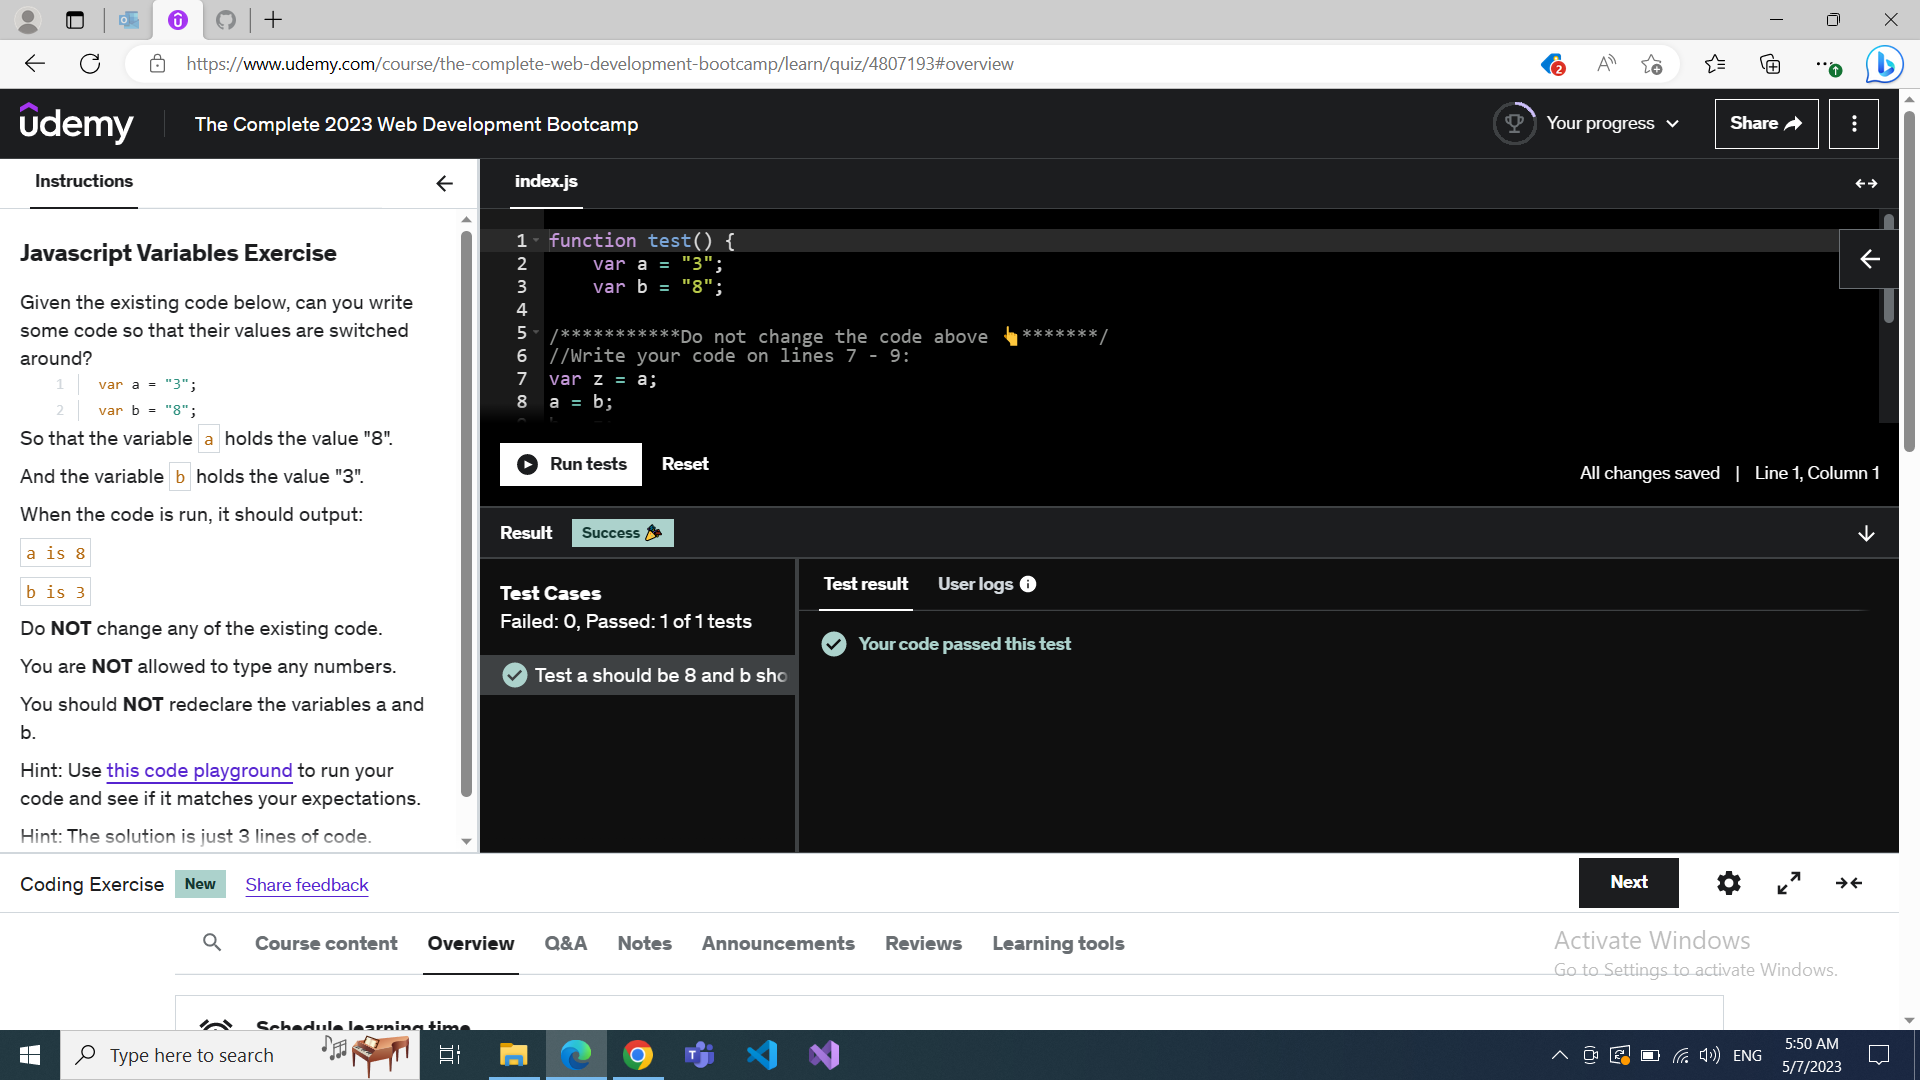 https://www.udemy.com/course/the-complete-web-development-bootcamp/learn/quiz/4807193#overview
2
udemy
The Complete 2023 Web Development Bootcamp
Your progress
Share
Instructions
Javascript Variables Exercise
Given the existing code below, can you write
some code so that their values are switched
around?
1 var a = "3";
2 var b = "8";
So that the variable a holds the value "8".
And the variable b holds the value "3".
When the code is run, it should output:
a is 8
b is 3
Do NOT change any of the existing code.
You are NOT allowed to type any numbers.
You should NOT redeclare the variables a and
b.
Hint: Use this code playground to run your
code and see if it matches your expectations.
Hint: The solution is just 3 lines of code.
index.js
1 function test() {
2 var a = "3";
3 var b = "8";
4
5 /***********Do not change the code above 👆*******/
6 //Write your code on lines 7 - 9:
7 var z = a;
8 a = b;
Run tests
Reset
All changes saved | Line 1, Column 1
Result
Success 🎉
Test Cases
Failed: 0, Passed: 1 of 1 tests
Test a should be 8 and b sho
Test result
User logs
Your code passed this test
Coding Exercise
New
Share feedback
Next
Course content
Overview
Q&A
Notes
Announcements
Reviews
Learning tools
Activate Windows
Go to Settings to activate Windows.
Schedule learning time
Type here to search
ENG
5:50 AM
5/7/2023